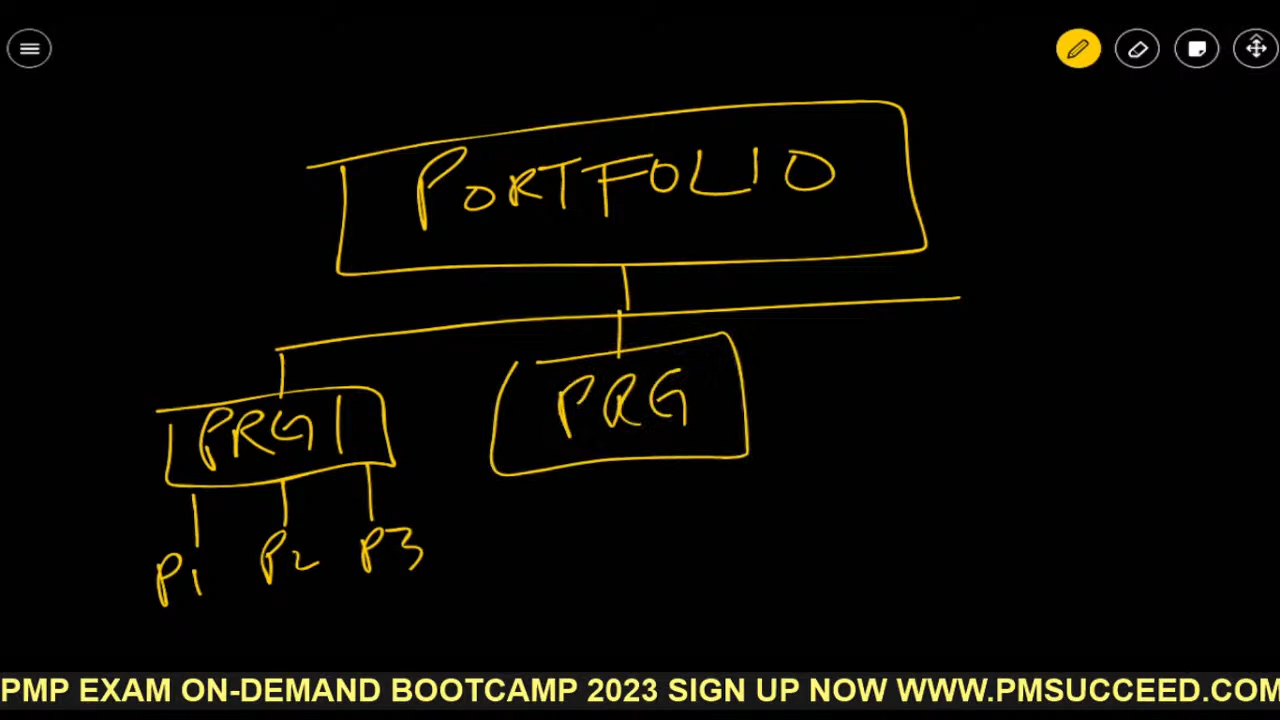 PORTFOLIO
PRG1
PRG
P1 P2 P3
PMP EXAM ON-DEMAND BOOTCAMP 2023 SIGN UP NOW WWW.PMSUCCEED.COM